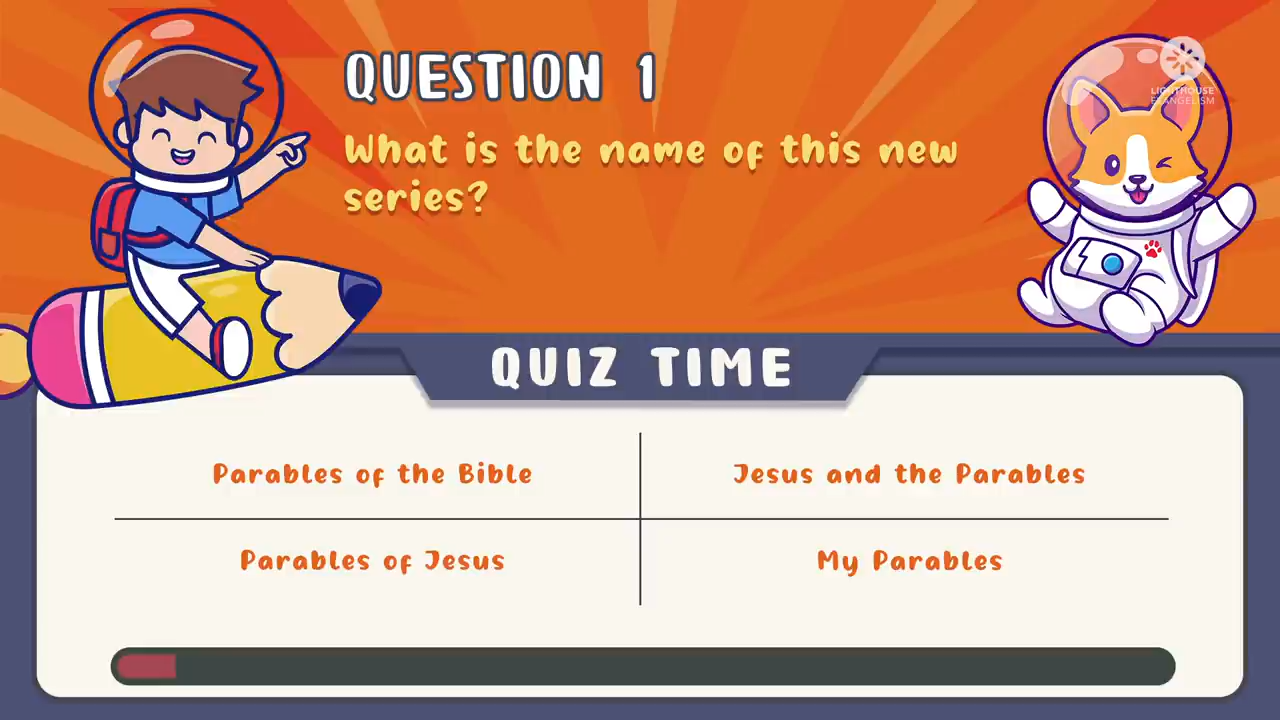 QUESTION 1
LIGHTHOUSE
EVANGELISM
What is the name of this new
series?
QUIZ TIME
Parables of the Bible
Jesus and the Parables
Parables of Jesus
My Parables